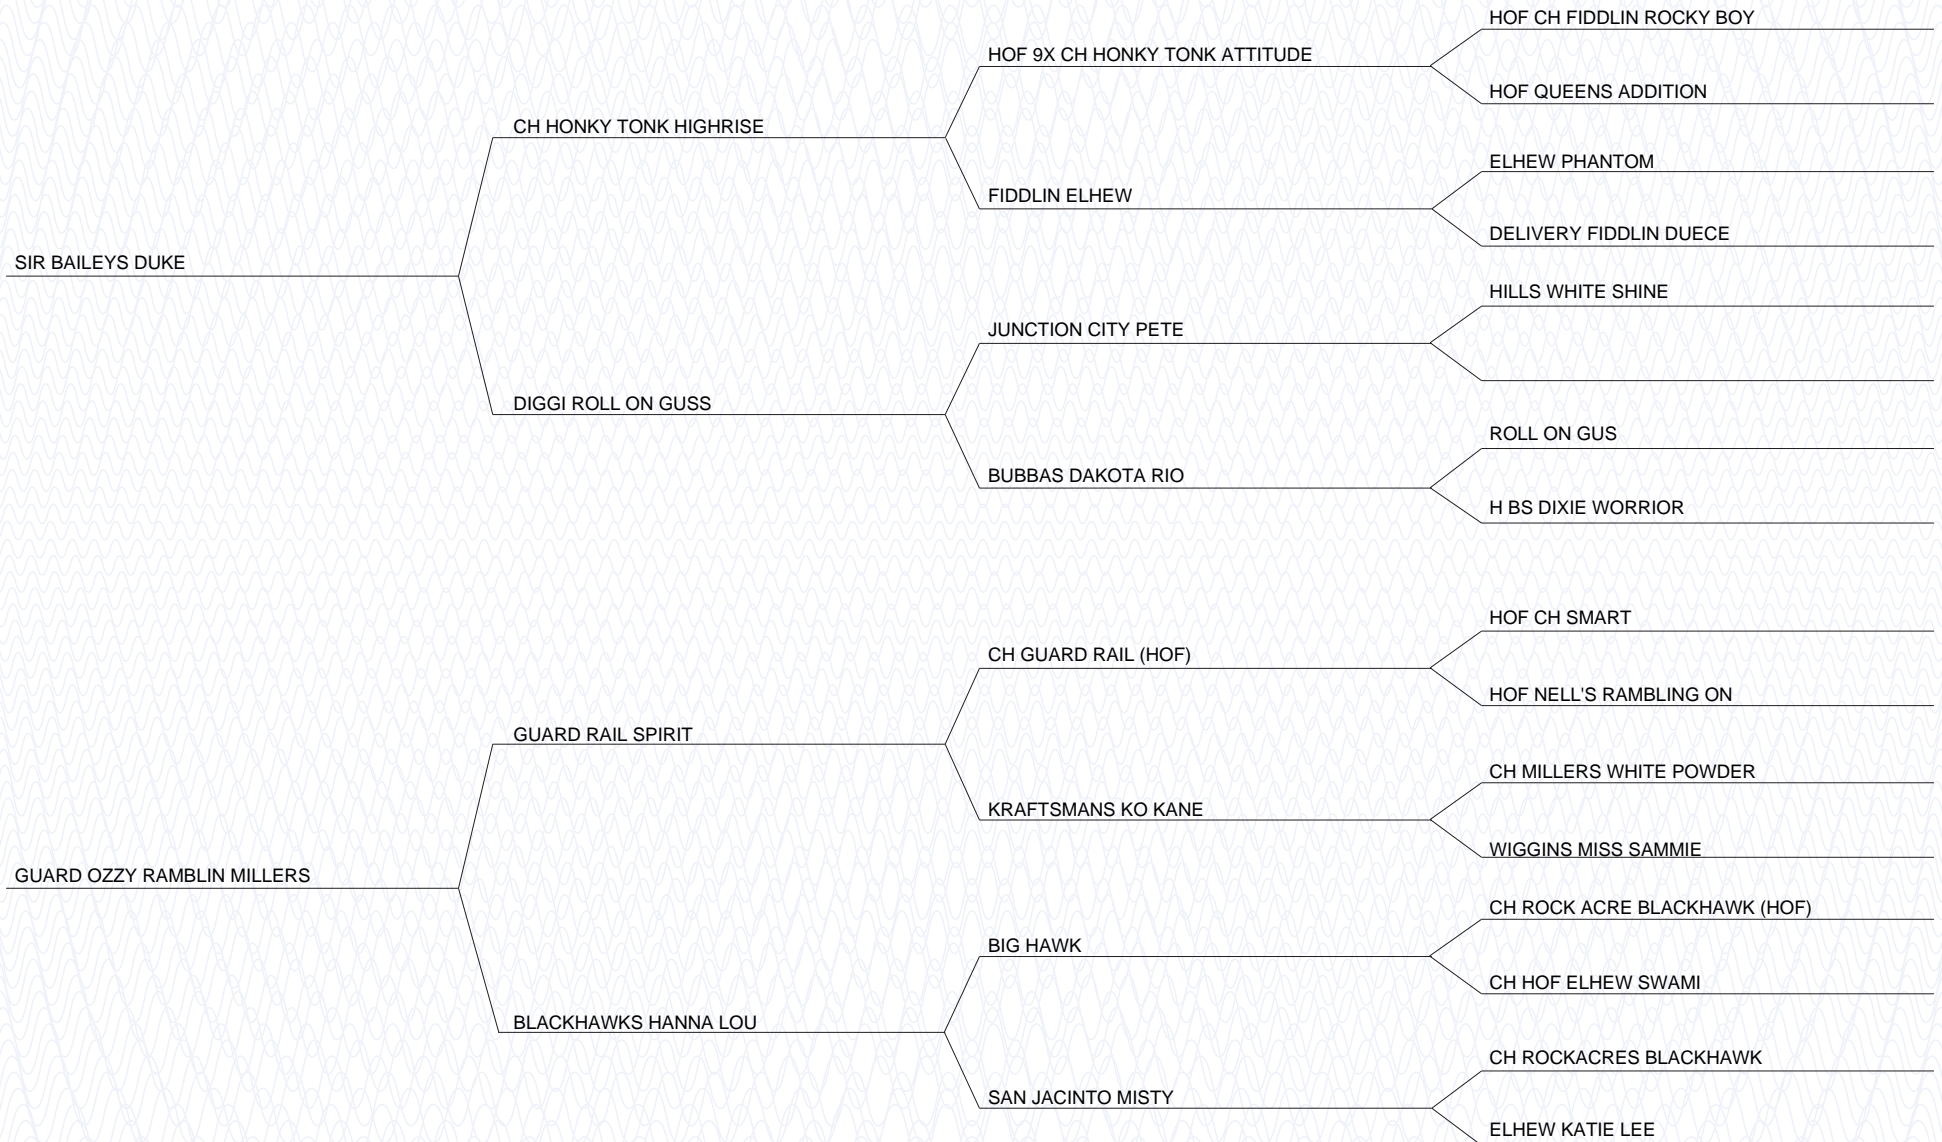 HOF CH FIDDLIN ROCKY BOY
HOF 9X CH HONKY TONK ATTITUDE
HOF QUEENS ADDITION
CH HONKY TONK HIGHRISE
ELHEW PHANTOM
FIDDLIN ELHEW
DELIVERY FIDDLIN DUECE
SIR BAILEYS DUKE
HILLS WHITE SHINE
JUNCTION CITY PETE
DIGGI ROLL ON GUSS
ROLL ON GUS
BUBBAS DAKOTA RIO
H BS DIXIE WORRIOR
HOF CH SMART
CH GUARD RAIL (HOF)
HOF NELL'S RAMBLING ON
GUARD RAIL SPIRIT
CH MILLERS WHITE POWDER
KRAFTSMANS KO KANE
WIGGINS MISS SAMMIE
GUARD OZZY RAMBLIN MILLERS
CH ROCK ACRE BLACKHAWK (HOF)
BIG HAWK
CH HOF ELHEW SWAMI
BLACKHAWKS HANNA LOU
CH ROCKACRES BLACKHAWK
SAN JACINTO MISTY
ELHEW KATIE LEE